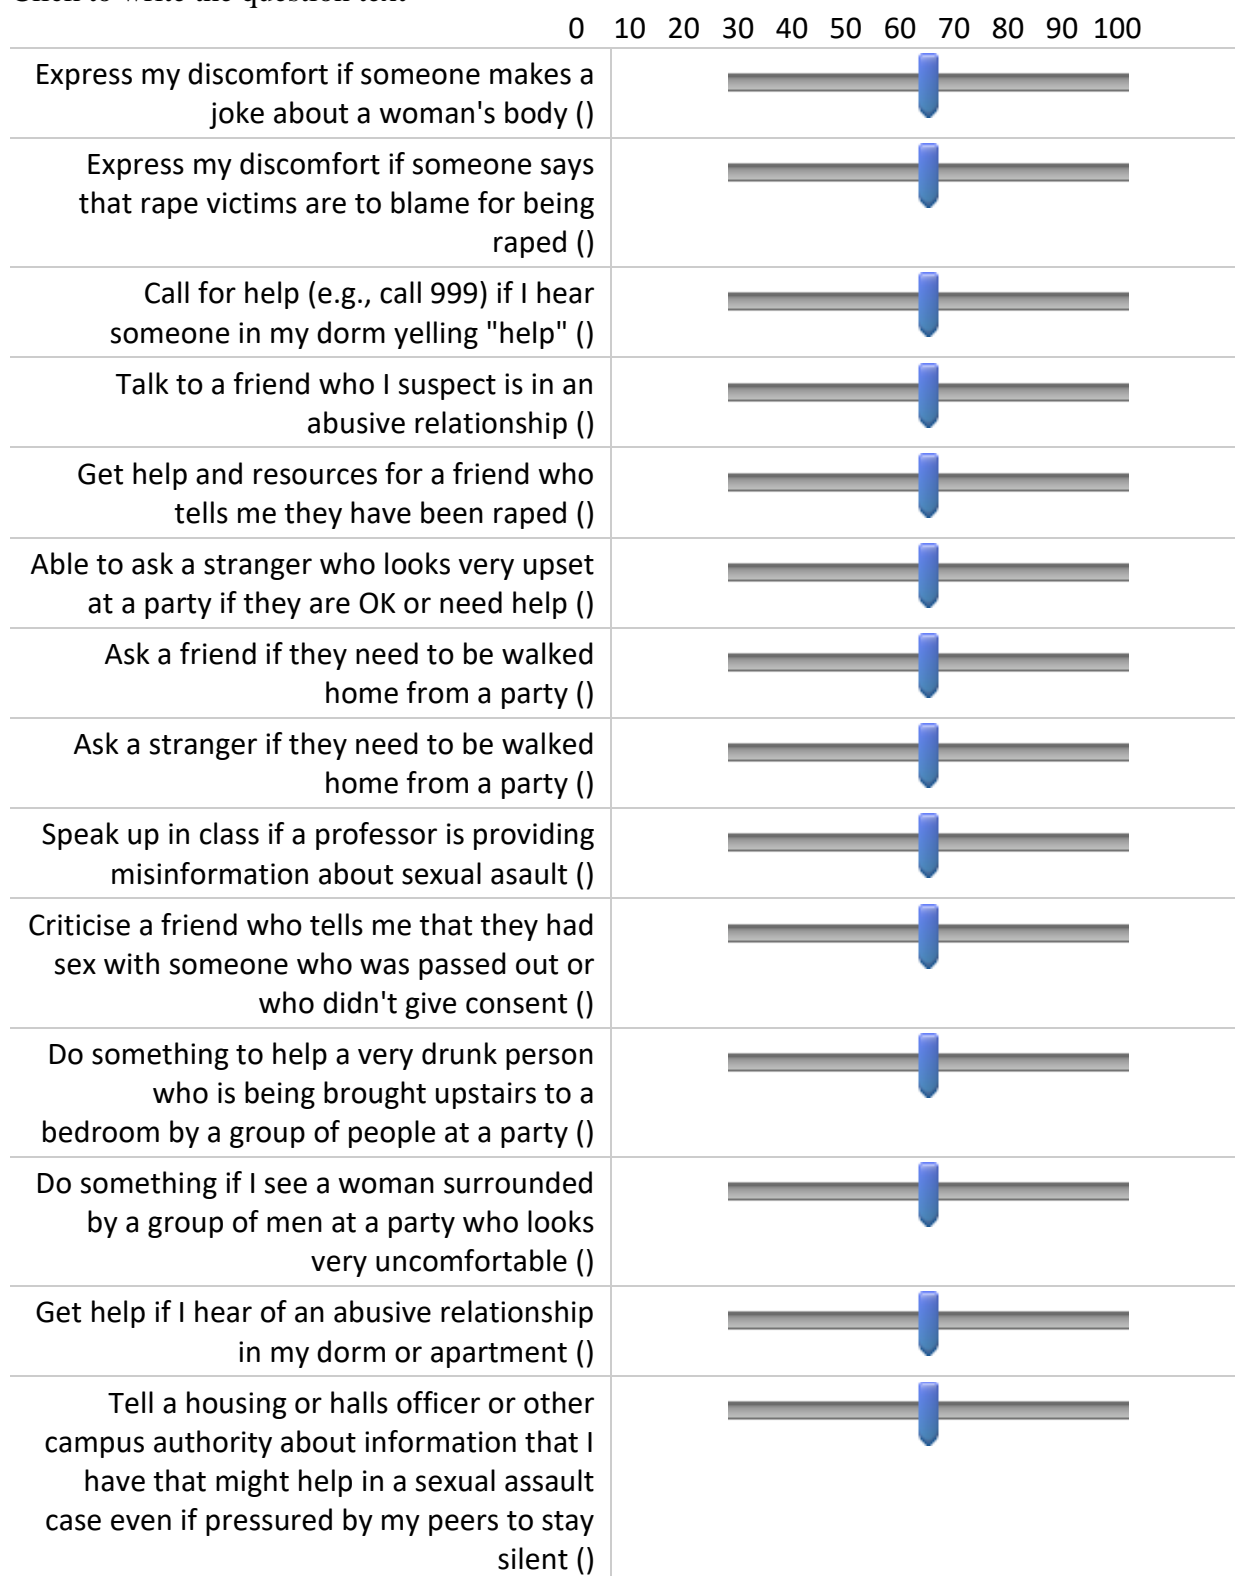 Click to write the question text
0 10 20 30 40 50 60 70 80 90 100
Express my discomfort if someone makes a
joke about a woman's body ()
Express my discomfort if someone says
that rape victims are to blame for being
raped ()
Call for help (e.g., call 999) if I hear
someone in my dorm yelling "help" ()
Talk to a friend who I suspect is in an
abusive relationship ()
Get help and resources for a friend who
tells me they have been raped ()
Able to ask a stranger who looks very upset
at a party if they are OK or need help ()
Ask a friend if they need to be walked
home from a party ()
Ask a stranger if they need to be walked
home from a party ()
Speak up in class if a professor is providing
misinformation about sexual asault ()
Criticise a friend who tells me that they had
sex with someone who was passed out or
who didn't give consent ()
Do something to help a very drunk person
who is being brought upstairs to a
bedroom by a group of people at a party ()
Do something if I see a woman surrounded
by a group of men at a party who looks
very uncomfortable ()
Get help if I hear of an abusive relationship
in my dorm or apartment ()
Tell a housing or halls officer or other
campus authority about information that I
have that might help in a sexual assault
case even if pressured by my peers to stay
silent ()